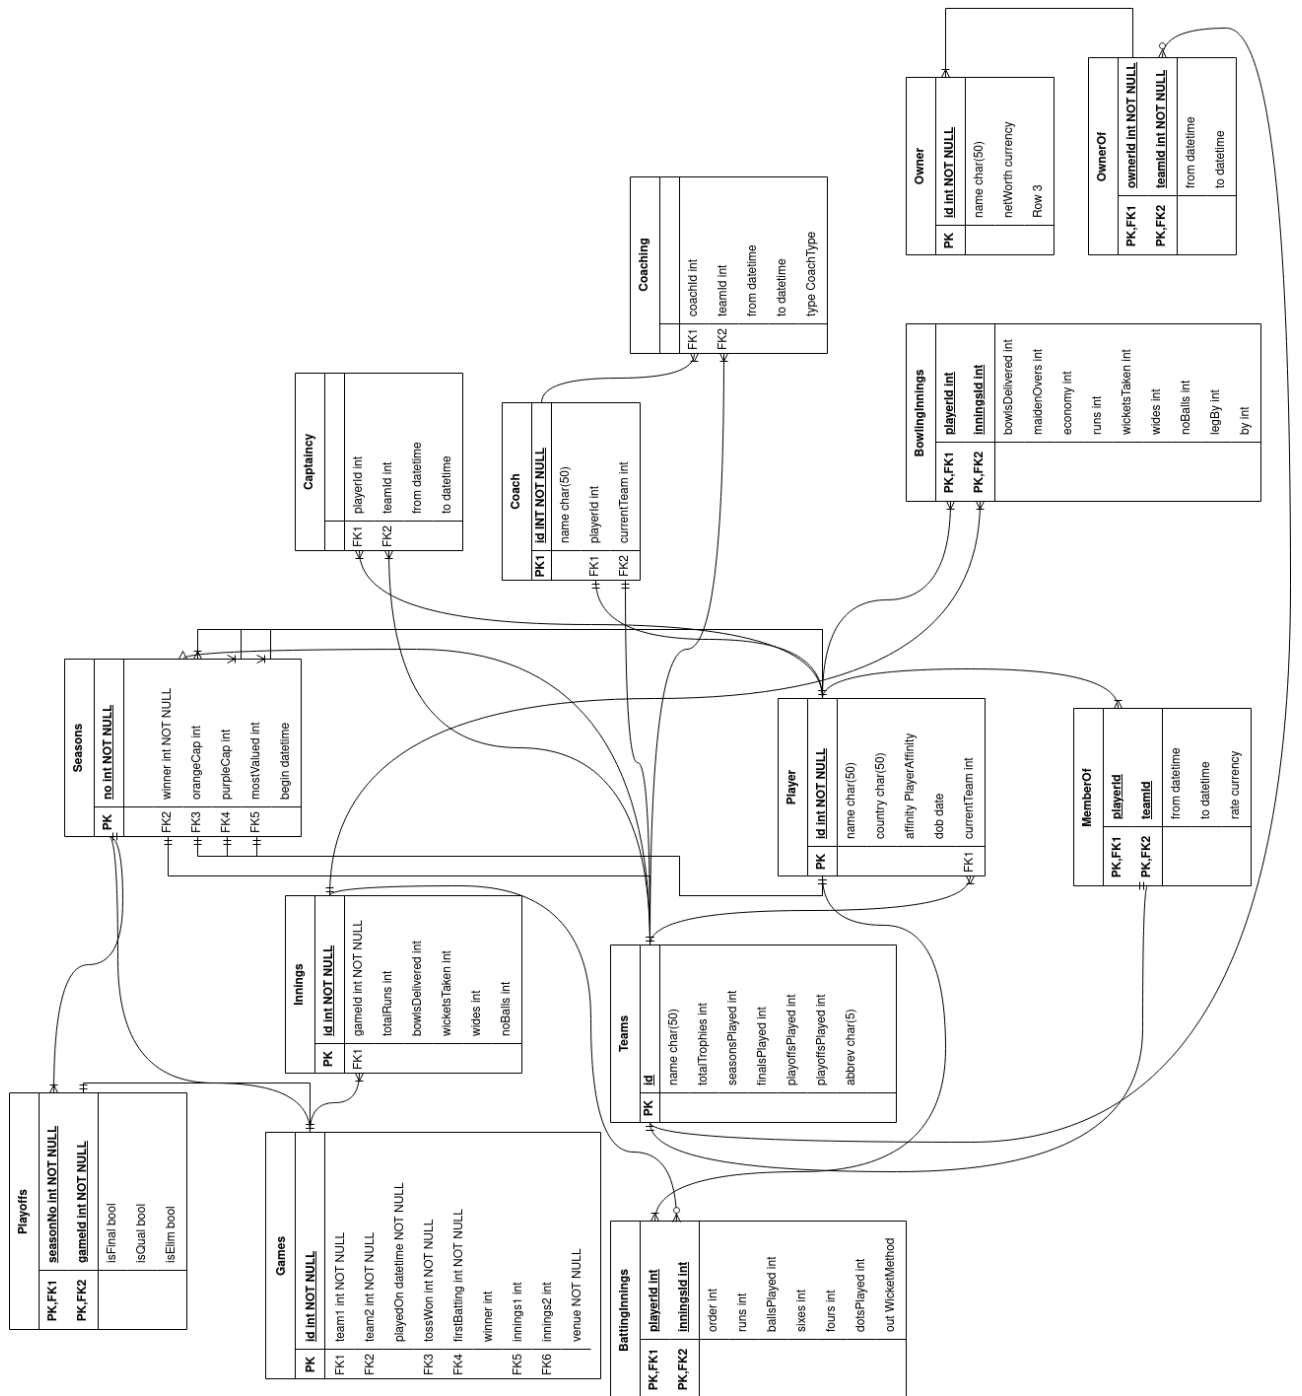 Playoffs
PK,FK1 seasonNo int NOT NULL
PK,FK2 gameId int NOT NULL
isFinal bool
isQual bool
isElim bool
Seasons
PK no int NOT NULL
FK2 winner int NOT NULL
FK3 orangeCap int
FK4 purpleCap int
FK5 mostValued int
begin datetime
Games
PK id int NOT NULL
FK1 team1 int NOT NULL
FK2 team2 int NOT NULL
playedOn datetime NOT NULL
FK3 tossWon int NOT NULL
FK4 firstBatting int NOT NULL
winner int
FK5 innings1 int
FK6 innings2 int
venue NOT NULL
Innings
PK id int NOT NULL
FK1 gameId int NOT NULL
totalRuns int
bowlsDelivered int
wicketsTaken int
wides int
noBalls int
Captaincy
FK1 playerId int
FK2 teamId int
from datetime
to datetime
Coach
PK1 id INT NOT NULL
name char(50)
FK1 playerId int
FK2 currentTeam int
Coaching
FK1 coachId int
FK2 teamId int
from datetime
to datetime
type CoachType
BattingInnings
PK,FK1 playerId int
PK,FK2 inningsId int
order int
runs int
ballsPlayed int
sixes int
fours int
dotsPlayed int
out WicketMethod
Teams
PK id
name char(50)
totalTrophies int
seasonsPlayed int
finalsPlayed int
playoffsPlayed int
playoffsPlayed int
abbrev char(5)
Player
PK id int NOT NULL
name char(50)
country char(50)
affinity PlayerAffinity
dob date
FK1 currentTeam int
BowlingInnings
PK,FK1 playerId int
PK,FK2 inningsId int
bowlsDelivered int
maidenOvers int
economy int
runs int
wicketsTaken int
wides int
noBalls int
legBy int
by int
Owner
PK id int NOT NULL
name char(50)
netWorth currency
Row 3
MemberOf
PK,FK1 playerId
PK,FK2 teamId
from datetime
to datetime
rate currency
OwnerOf
PK,FK1 ownerId int NOT NULL
PK,FK2 teamId int NOT NULL
from datetime
to datetime